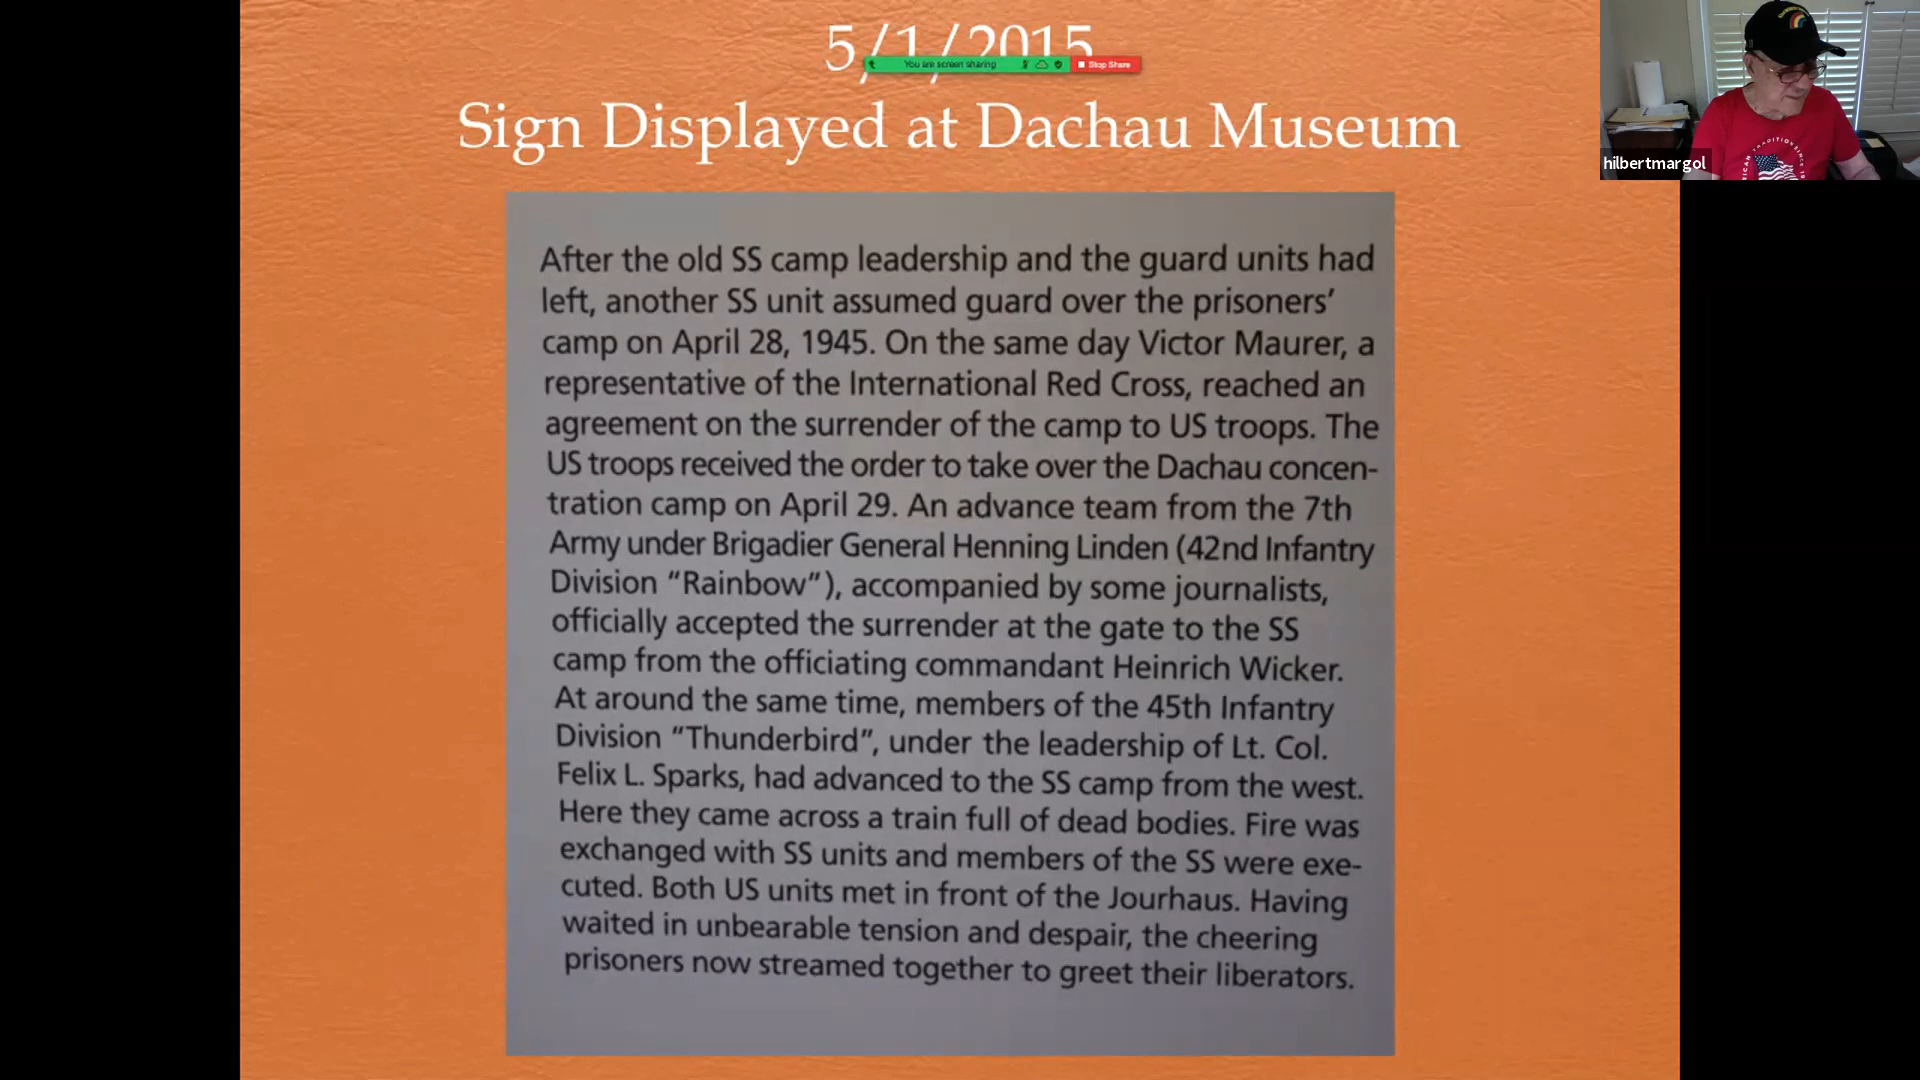 5/1/2015
You are screen sharing
Stop Share
Sign Displayed at Dachau Museum
hilbertmargol
After the old SS camp leadership and the guard units had
left, another SS unit assumed guard over the prisoners’
camp on April 28, 1945. On the same day Victor Maurer, a
representative of the International Red Cross, reached an
agreement on the surrender of the camp to US troops. The
US troops received the order to take over the Dachau concen-
tration camp on April 29. An advance team from the 7th
Army under Brigadier General Henning Linden (42nd Infantry
Division “Rainbow”), accompanied by some journalists,
officially accepted the surrender at the gate to the SS
camp from the officiating commandant Heinrich Wicker.
At around the same time, members of the 45th Infantry
Division “Thunderbird”, under the leadership of Lt. Col.
Felix L. Sparks, had advanced to the SS camp from the west.
Here they came across a train full of dead bodies. Fire was
exchanged with SS units and members of the SS were exe-
cuted. Both US units met in front of the Jourhaus. Having
waited in unbearable tension and despair, the cheering
prisoners now streamed together to greet their liberators.